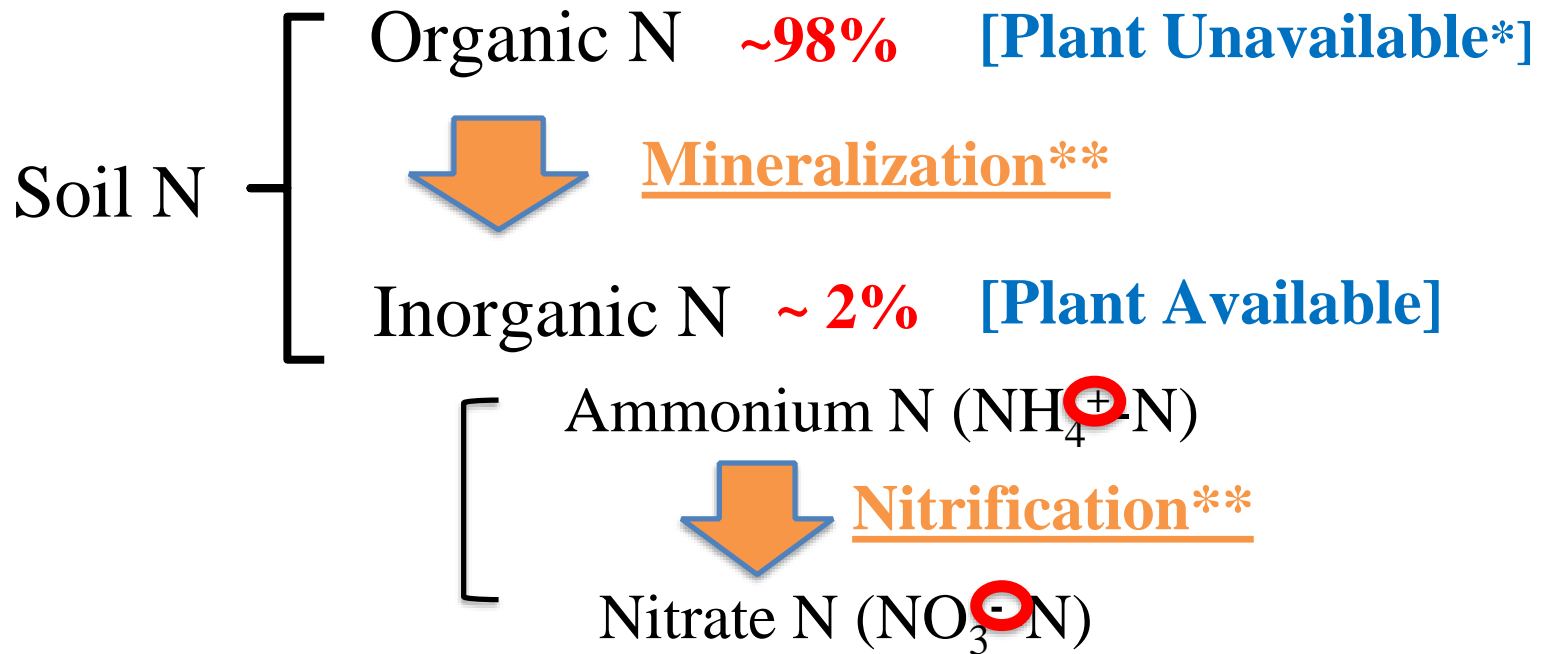 Organic N ~98% [Plant Unavailable*]
Mineralization**
Soil N
Inorganic N ~ 2% [Plant Available]
Ammonium N (NH₄⁺-N)
Nitrification**
Nitrate N (NO₃⁻ N)